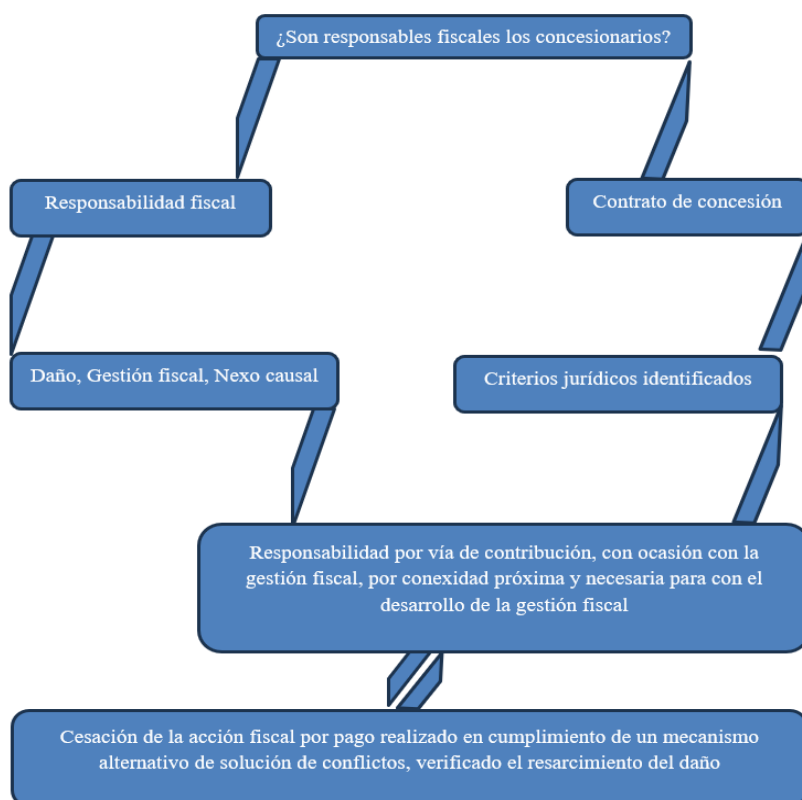 ¿Son responsables fiscales los concesionarios?
Responsabilidad fiscal
Contrato de concesión
Daño, Gestión fiscal, Nexo causal
Criterios jurídicos identificados
Responsabilidad por vía de contribución, con ocasión con la
gestión fiscal, por conexidad próxima y necesaria para con el
desarrollo de la gestión fiscal
Cesación de la acción fiscal por pago realizado en cumplimiento de un mecanismo
alternativo de solución de conflictos, verificado el resarcimiento del daño